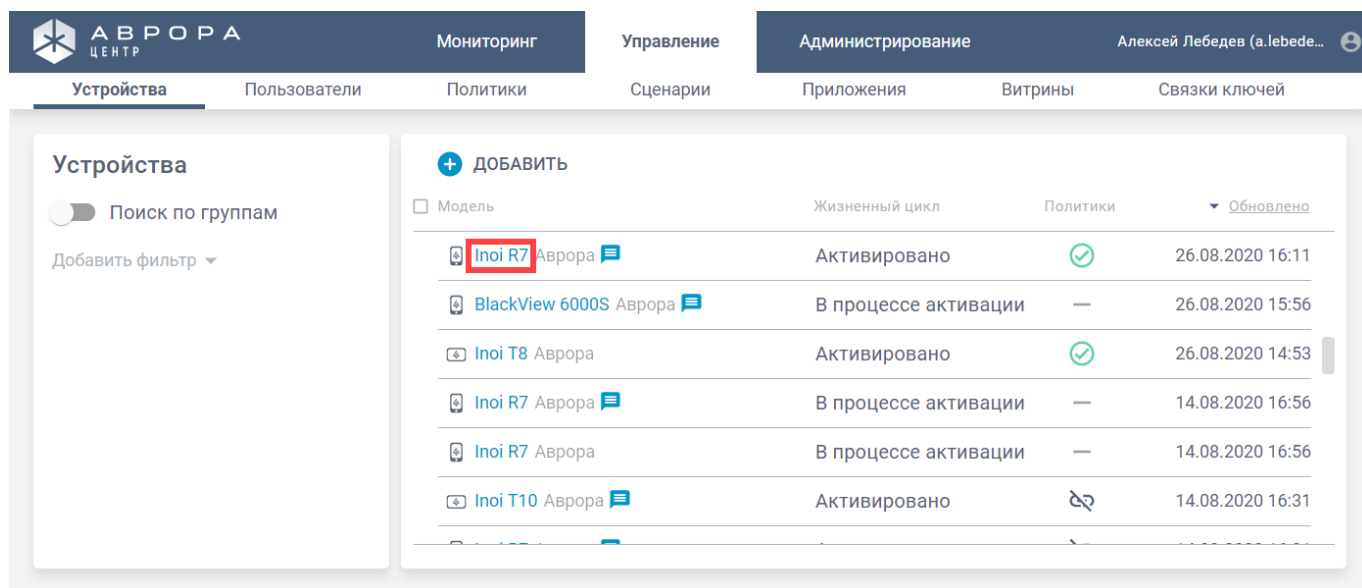 АВРОРА
ЦЕНТР
Мониторинг Управление Администрирование Алексей Лебедев (a.lebede...
Устройства Пользователи Политики Сценарии Приложения Витрины Связки ключей
Устройства
Поиск по группам
Добавить фильтр
ДОБАВИТЬ
Модель Жизненный цикл Политики Обновлено
Inoi R7 Аврора Активировано 26.08.2020 16:11
BlackView 6000S Аврора В процессе активации — 26.08.2020 15:56
Inoi T8 Аврора Активировано 26.08.2020 14:53
Inoi R7 Аврора В процессе активации — 14.08.2020 16:56
Inoi R7 Аврора В процессе активации — 14.08.2020 16:56
Inoi T10 Аврора Активировано 14.08.2020 16:31